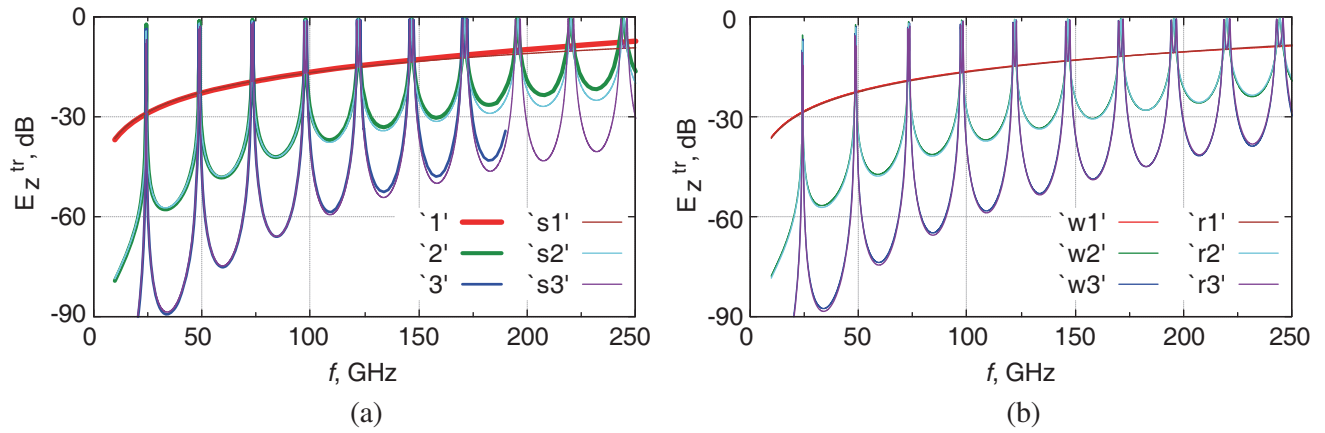 0
-30
-60
-90
E z tr, dB
`1' `s1'
`2' `s2'
`3' `s3'
0 50 100 150 200 250
f, GHz
(a)
0
-30
-60
-90
E z tr, dB
`w1' `r1'
`w2' `r2'
`w3' `r3'
0 50 100 150 200 250
f, GHz
(b)